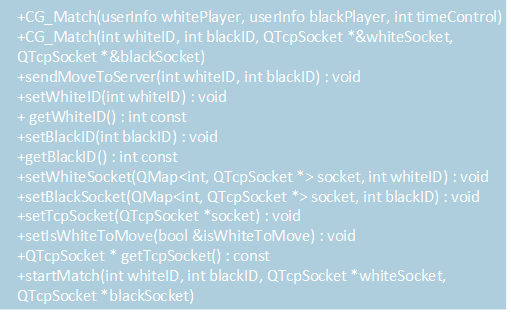 +CG_Match(userInfo whitePlayer, userInfo blackPlayer, int timeControl)
+CG_Match(int whiteID, int blackID, QTcpSocket *&whiteSocket,
QTcpSocket *&blackSocket)
+sendMoveToServer(int whiteID, int blackID) : void
+setWhiteID(int whiteID) : void
+ getWhiteID() : int const
+setBlackID(int blackID) : void
+getBlackID() : int const
+setWhiteSocket(QMap<int, QTcpSocket *> socket, int whiteID) : void
+setBlackSocket(QMap<int, QTcpSocket *> socket, int blackID) : void
+setTcpSocket(QTcpSocket *socket) : void
+setIsWhiteToMove(bool &isWhiteToMove) : void
+QTcpSocket * getTcpSocket() : const
+startMatch(int whiteID, int blackID, QTcpSocket *whiteSocket,
QTcpSocket *blackSocket)